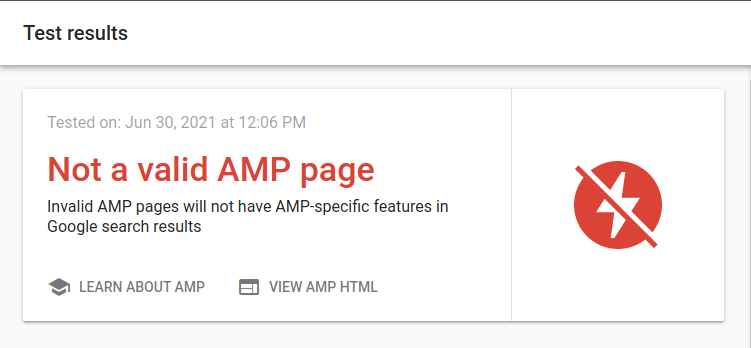 Test results
Tested on: Jun 30, 2021 at 12:06 PM
Not a valid AMP page
Invalid AMP pages will not have AMP-specific features in
Google search results
LEARN ABOUT AMP
VIEW AMP HTML